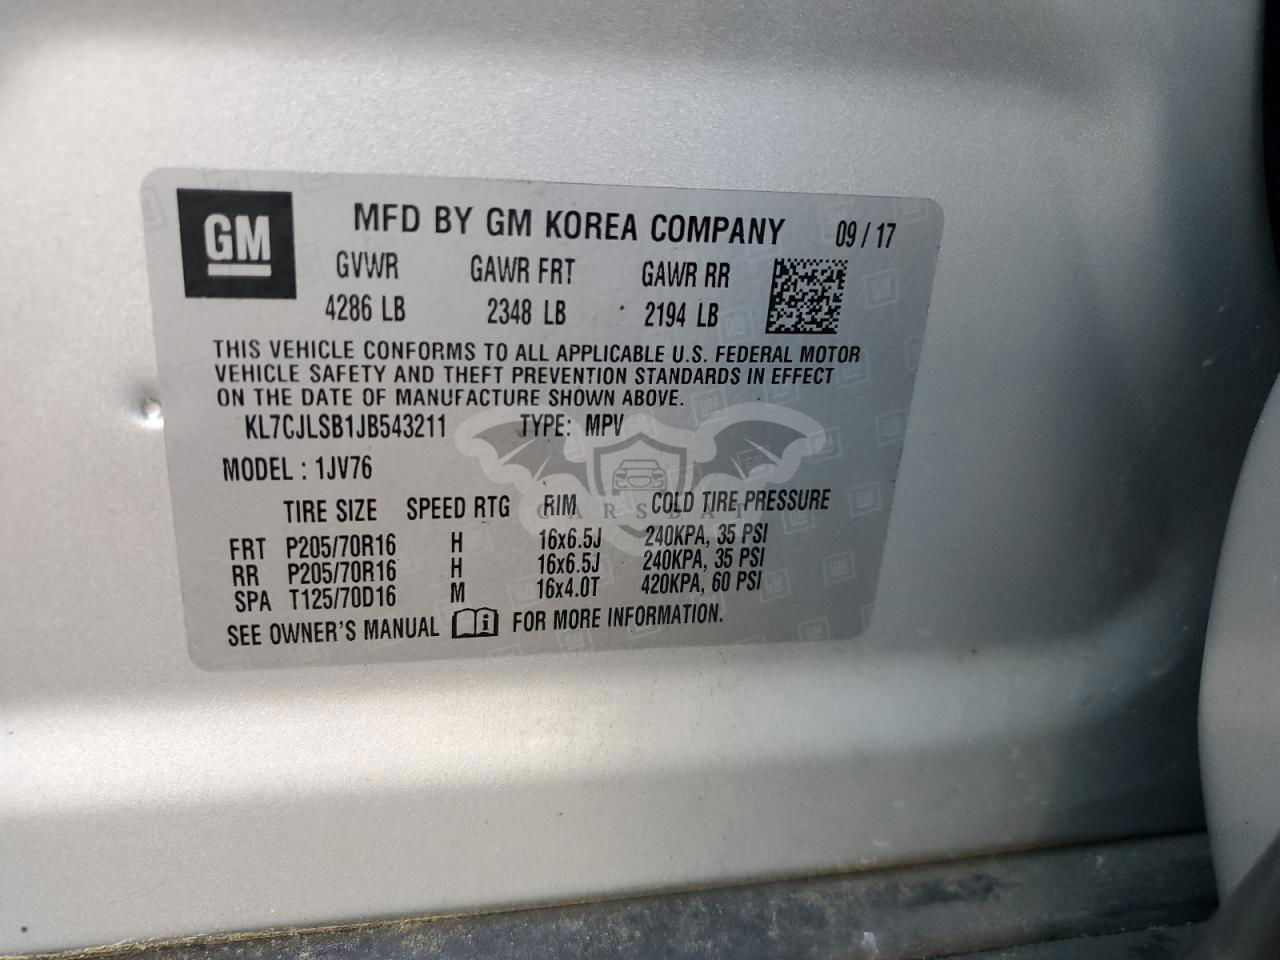 GM
MFD BY GM KOREA COMPANY 09 / 17
GVWR GAWR FRT GAWR RR
4286 LB 2348 LB 2194 LB
THIS VEHICLE CONFORMS TO ALL APPLICABLE U.S. FEDERAL MOTOR
VEHICLE SAFETY AND THEFT PREVENTION STANDARDS IN EFFECT
ON THE DATE OF MANUFACTURE SHOWN ABOVE.
KL7CJLSB1JB543211 TYPE: MPV
MODEL : 1JV76
TIRE SIZE SPEED RTG RIM COLD TIRE PRESSURE
CARSBAT
FRT P205/70R16 H 16x6.5J 240KPA, 35 PSI
RR P205/70R16 H 16x6.5J 240KPA, 35 PSI
SPA T125/70D16 M 16x4.0T 420KPA, 60 PSI
SEE OWNER'S MANUAL i FOR MORE INFORMATION.